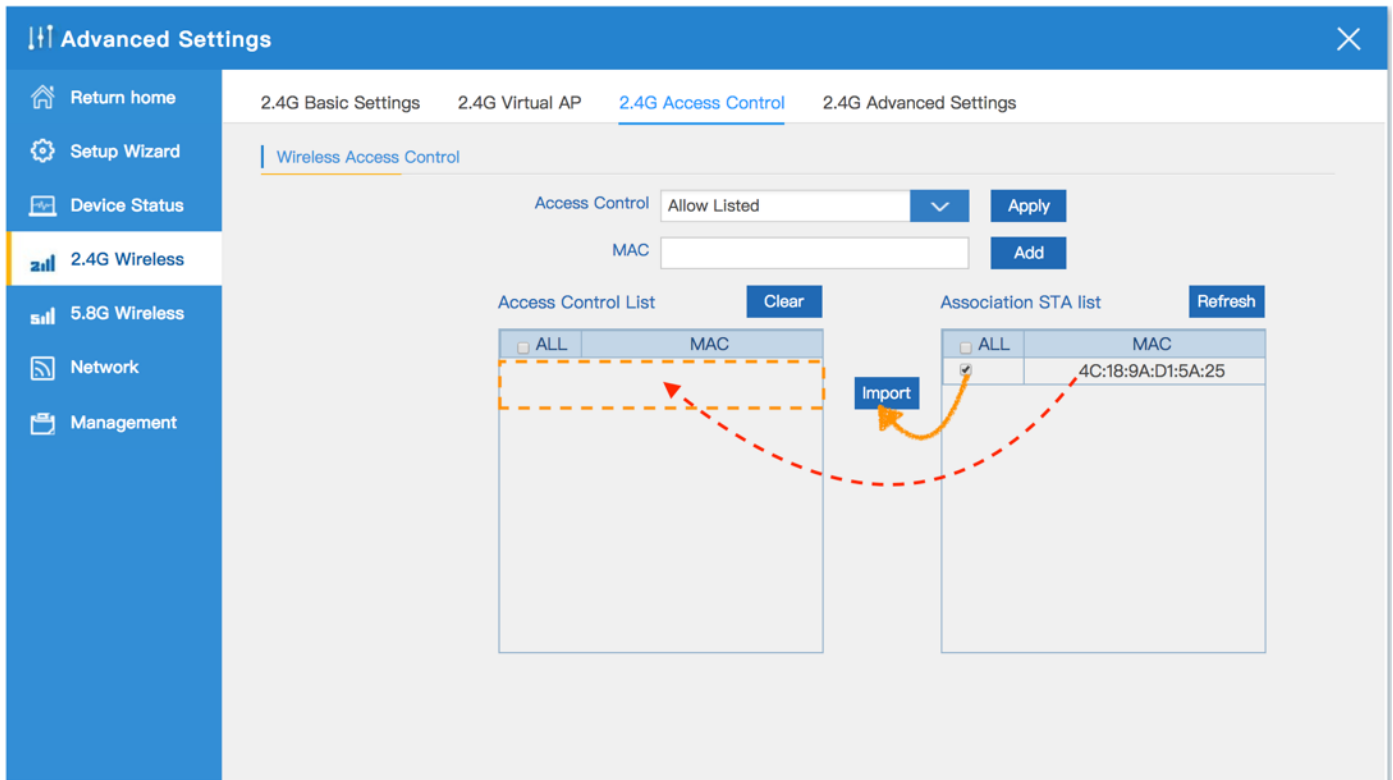 Advanced Settings
Return home
Setup Wizard
Device Status
2.4G Wireless
5.8G Wireless
Network
Management
2.4G Basic Settings 2.4G Virtual AP 2.4G Access Control 2.4G Advanced Settings
Wireless Access Control
Access Control Allow Listed Apply
MAC Add
Access Control List Clear
ALL MAC
Import
Association STA list Refresh
ALL MAC
4C:18:9A:D1:5A:25